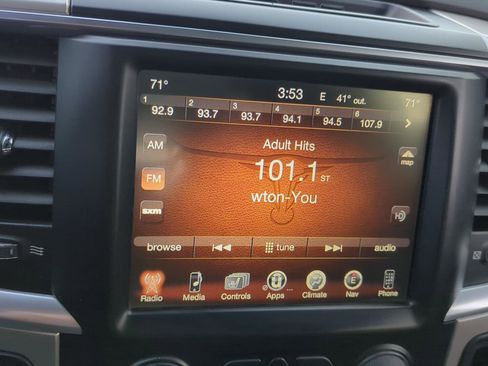 71° 3:53 E 41° out. 71°
1 2 3 4 5 6
92.9 93.7 93.7 94.1 94.5 107.9
AM Adult Hits
map
FM 101.1 ST
sxm wton-You HD
browse tune audio
Radio Media Controls Apps Climate Nav Phone